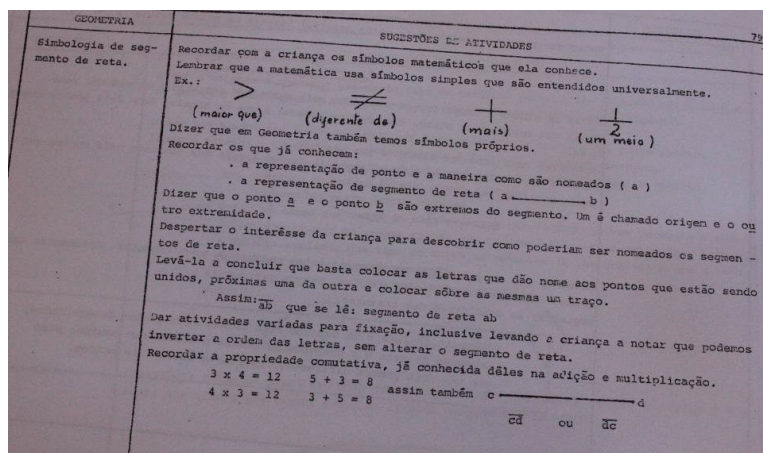 GEOMETRIA
SUGESTÕES DE ATIVIDADES
79
Simbologia de seg-
mento de reta.
Recordar com a criança os símbolos matemáticos que ela conhece.
Lembrar que a matemática usa símbolos simples que são entendidos universalmente.
Ex.: > ≠ + 1/2
(maior que) (diferente de) (mais) (um meio)
Dizer que em Geometria também temos símbolos próprios.
Recordar os que já conhecem:
. a representação de ponto e a maneira como são nomeados ( a )
. a representação de segmento de reta ( a b )
Dizer que o ponto a e o ponto b são extremos do segmento. Um é chamado origem e o ou
tro extremidade.
Despertar o interêsse da criança para descobrir como poderiam ser nomeados os segmen -
tos de reta.
Levá-la a concluir que basta colocar as letras que dão nome aos pontos que estão sendo
unidos, próximas uma da outra e colocar sôbre as mesmas um traço.
Assim: a̅b̅ que se lê: segmento de reta ab
Dar atividades variadas para fixação, inclusive levando a criança a notar que podemos
inverter a ordem das letras, sem alterar o segmento de reta.
Recordar a propriedade comutativa, já conhecida dêles na adição e multiplicação.
3 x 4 = 12 5 + 3 = 8 assim também c d
4 x 3 = 12 3 + 5 = 8
c̅d̅ ou d̅c̅